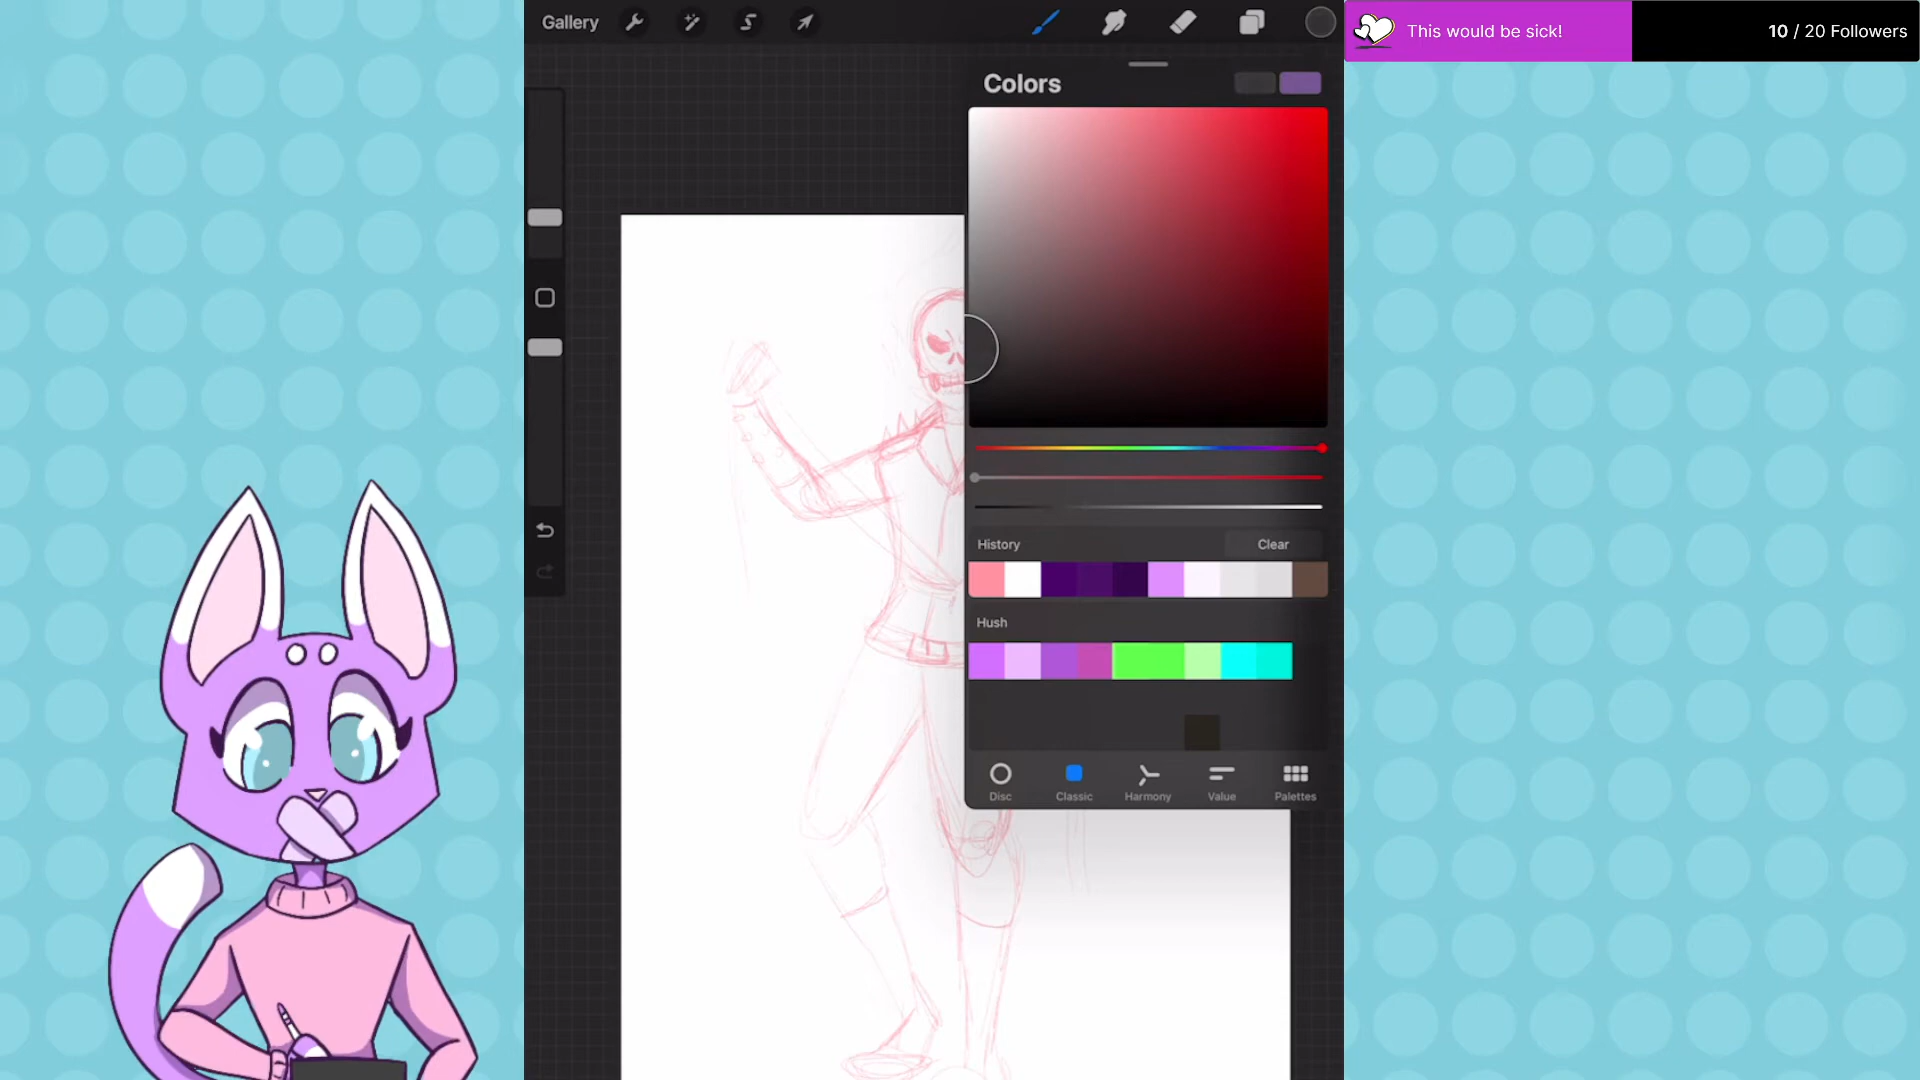 Gallery
This would be sick!
10 / 20 Followers
Colors
History
Clear
Hush
Disc
Classic
Harmony
Value
Palettes